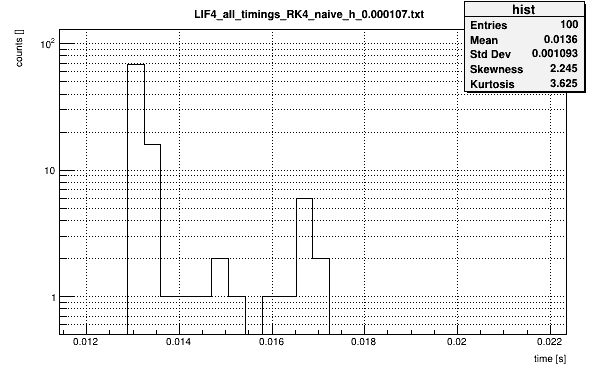 LIF4_all_timings_RK4_naive_h_0.000107.txt
hist
Entries 100
Mean 0.0136
Std Dev 0.001093
Skewness 2.245
Kurtosis 3.625
counts []
10²
10
1
0.012 0.014 0.016 0.018 0.02 0.022
time [s]